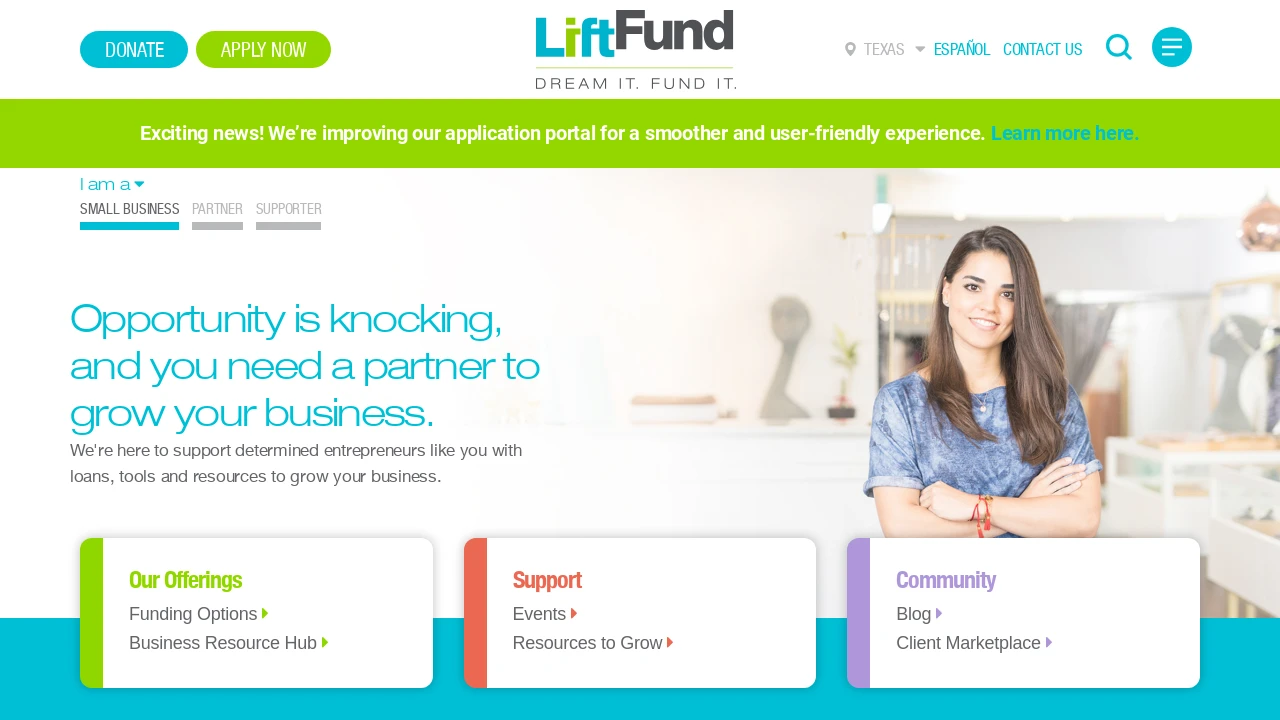 DONATE
APPLY NOW
LiftFund
DREAM IT. FUND IT.
TEXAS
ESPAÑOL
CONTACT US
Exciting news! We're improving our application portal for a smoother and user-friendly experience. Learn more here.
I am a
SMALL BUSINESS
PARTNER
SUPPORTER
Opportunity is knocking,
and you need a partner to
grow your business.
We're here to support determined entrepreneurs like you with
loans, tools and resources to grow your business.
Our Offerings
Funding Options
Business Resource Hub
Support
Events
Resources to Grow
Community
Blog
Client Marketplace